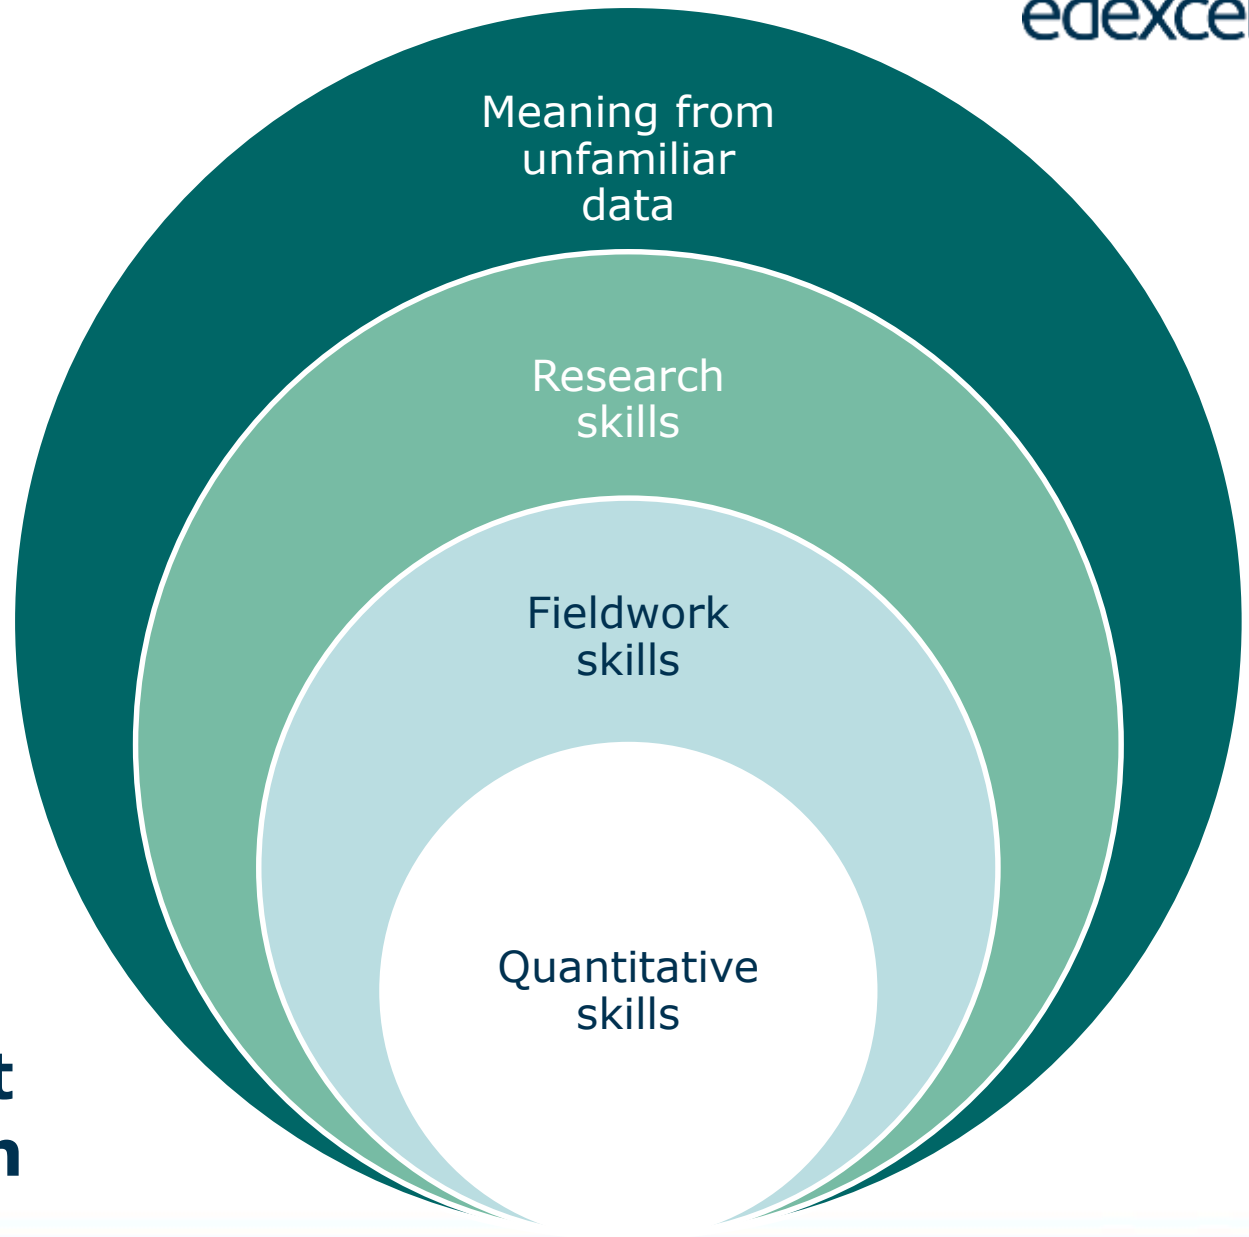 edexcel
Meaning from
unfamiliar
data
Research
skills
Fieldwork
skills
Quantitative
skills
t
n